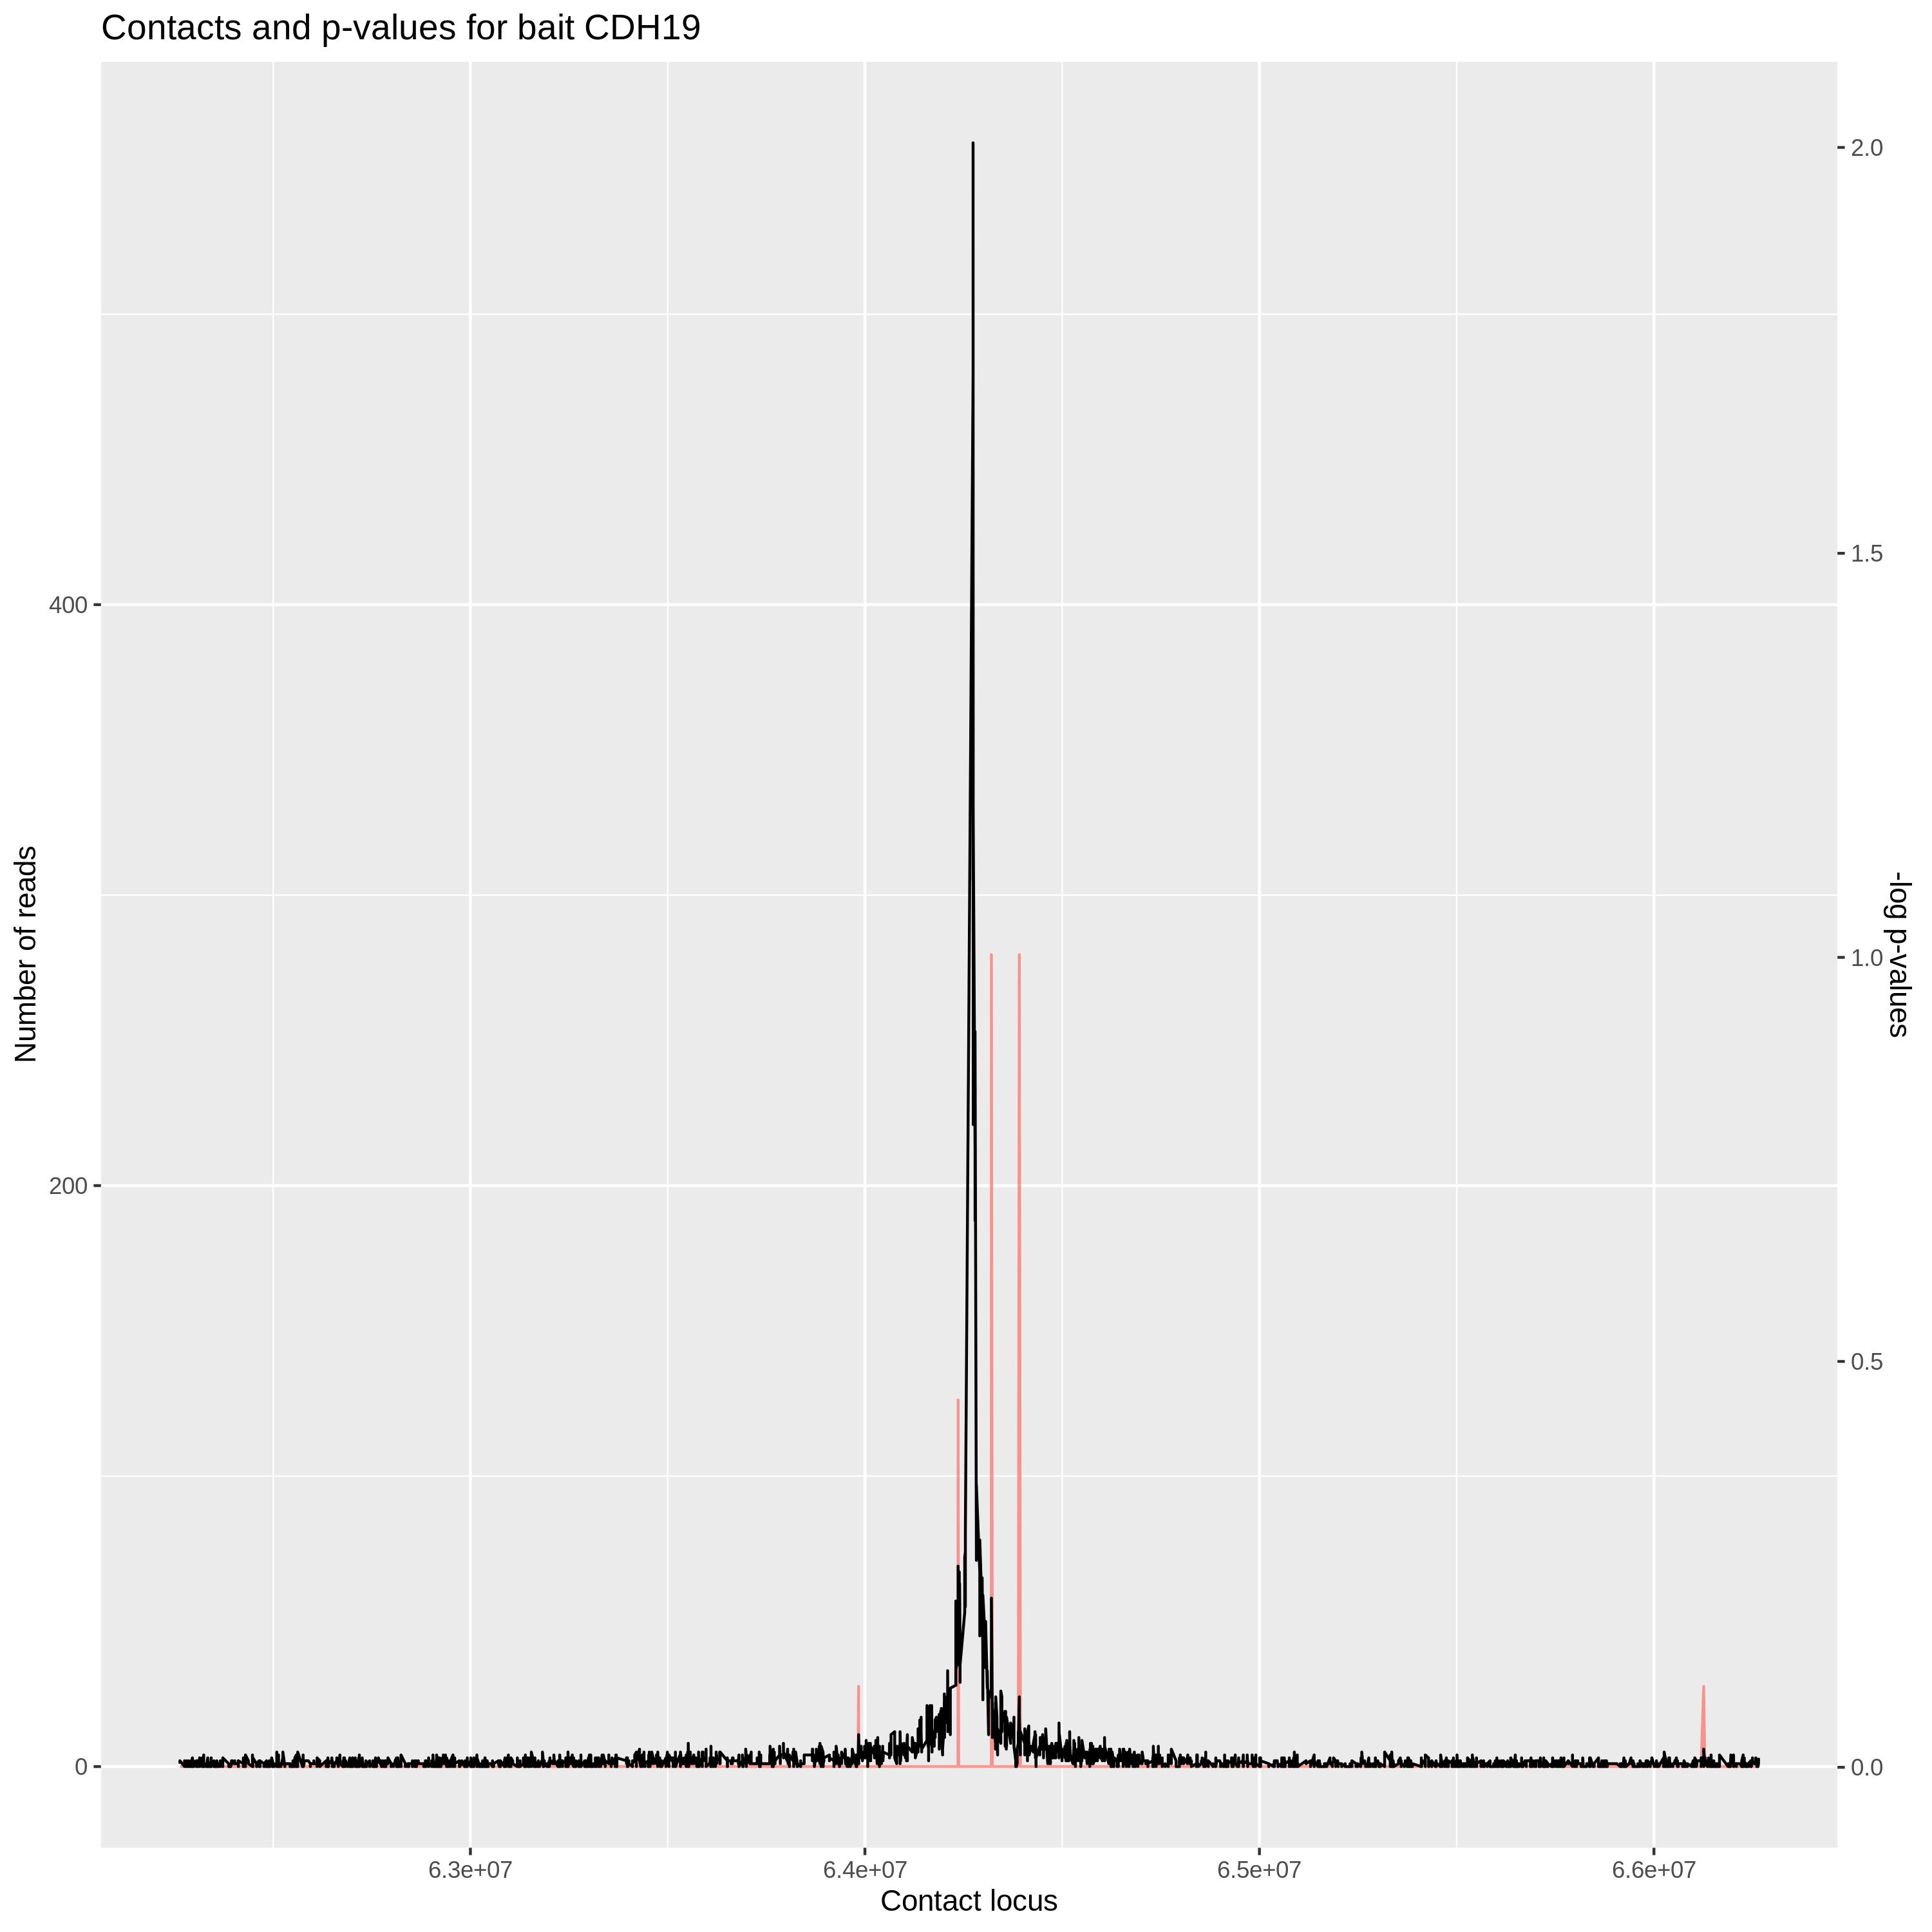 Contacts and p-values for bait CDH19
Number of reads
400
200
0
2.0
1.5
1.0
0.5
0.0
-log p-values
6.3e+07
6.4e+07
6.5e+07
6.6e+07
Contact locus